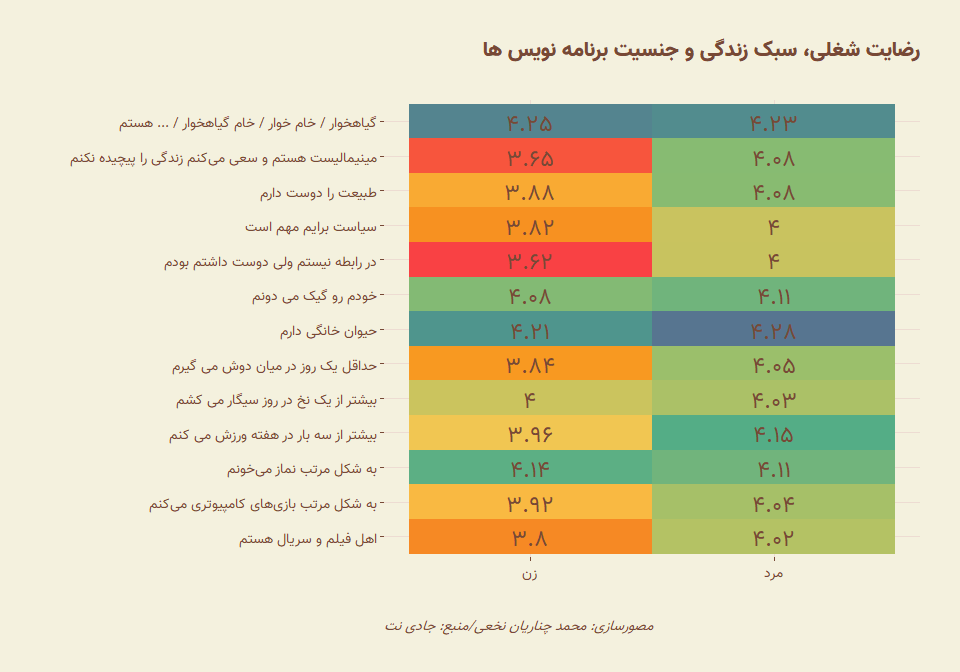 رضایت شغلی، سبک زندگی و جنسیت برنامه نویس ها
گیاهخوار / خام خوار / خام گیاهخوار / ... هستم ۴.۲۵ ۴.۲۳
مینیمالیست هستم و سعی می‌کنم زندگی را پیچیده نکنم ۳.۶۵ ۴.۰۸
طبیعت را دوست دارم ۳.۸۸ ۴.۰۸
سیاست برایم مهم است ۳.۸۲ ۴
در رابطه نیستم ولی دوست داشتم بودم ۳.۶۲ ۴
خودم رو گیک می دونم ۴.۰۸ ۴.۱۱
حیوان خانگی دارم ۴.۲۱ ۴.۲۸
حداقل یک روز در میان دوش می گیرم ۳.۸۴ ۴.۰۵
بیشتر از یک نخ در روز سیگار می کشم ۴ ۴.۰۳
بیشتر از سه بار در هفته ورزش می کنم ۳.۹۶ ۴.۱۵
به شکل مرتب نماز می‌خونم ۴.۱۴ ۴.۱۱
به شکل مرتب بازی‌های کامپیوتری می‌کنم ۳.۹۲ ۴.۰۴
اهل فیلم و سریال هستم ۳.۸ ۴.۰۲
زن مرد
مصورسازی: محمد چناریان نخعی/منبع: جادی نت